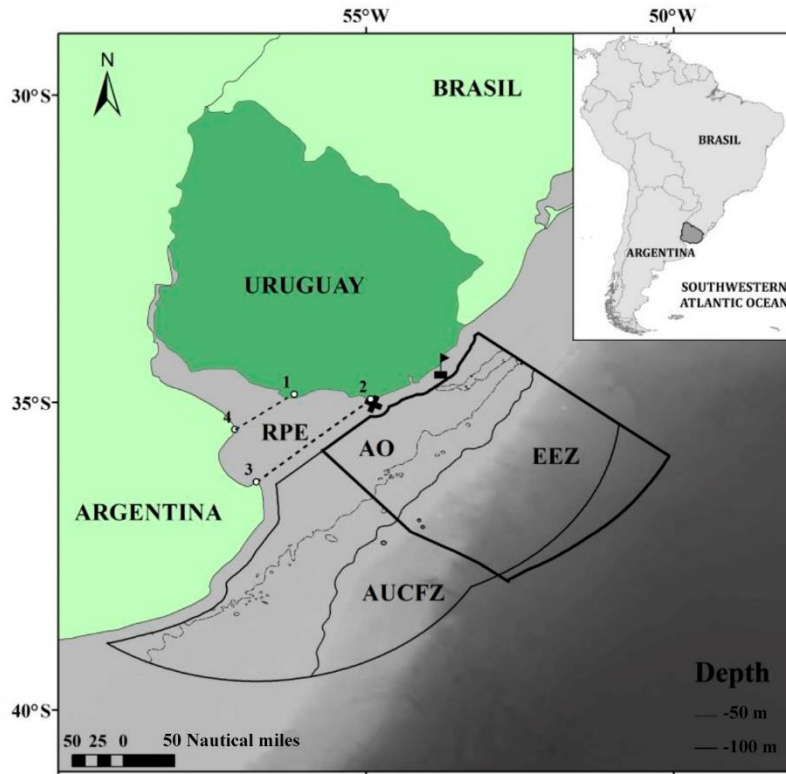 55°W 50°W
N
30°S
BRASIL
BRASIL
URUGUAY
ARGENTINA
SOUTHWESTERN
ATLANTIC OCEAN
1
2
35°S
4
RPE
AO
EEZ
3
ARGENTINA
AUCFZ
Depth
-50 m
40°S
-100 m
50 25 0 50 Nautical miles